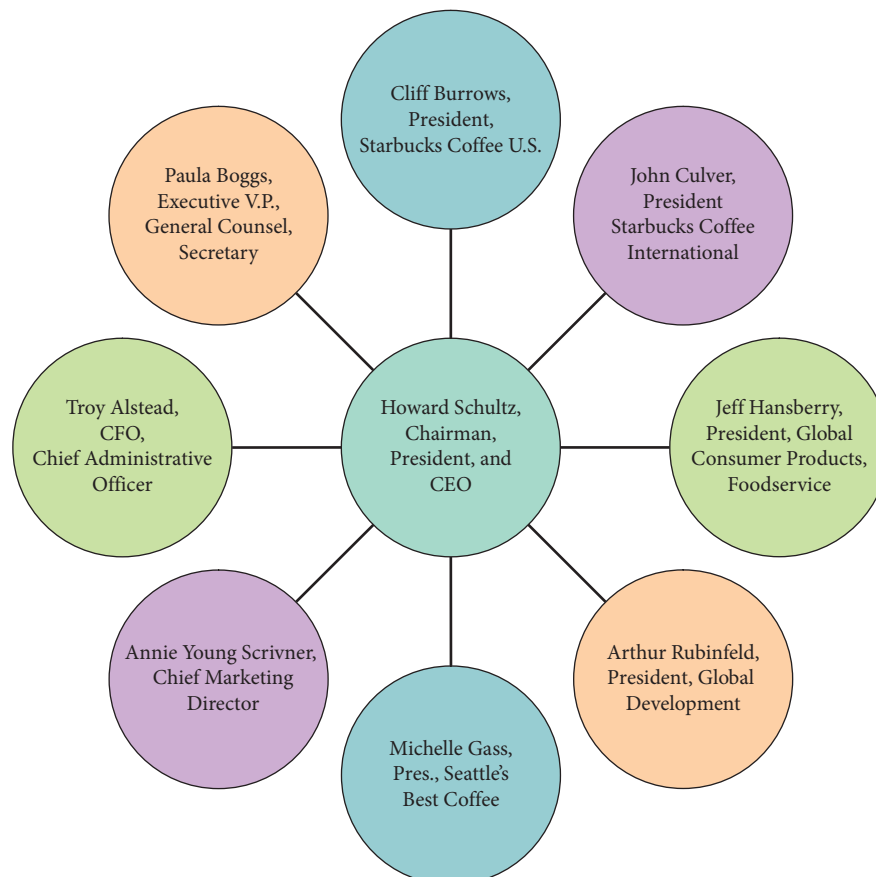 Cliff Burrows,
President,
Starbucks Coffee U.S.
John Culver,
President
Starbucks Coffee
International
Jeff Hansberry,
President, Global
Consumer Products,
Foodservice
Arthur Rubinfeld,
President, Global
Development
Michelle Gass,
Pres., Seattle’s
Best Coffee
Annie Young Scrivner,
Chief Marketing
Director
Troy Alstead,
CFO,
Chief Administrative
Officer
Paula Boggs,
Executive V.P.,
General Counsel,
Secretary
Howard Schultz,
Chairman,
President, and
CEO